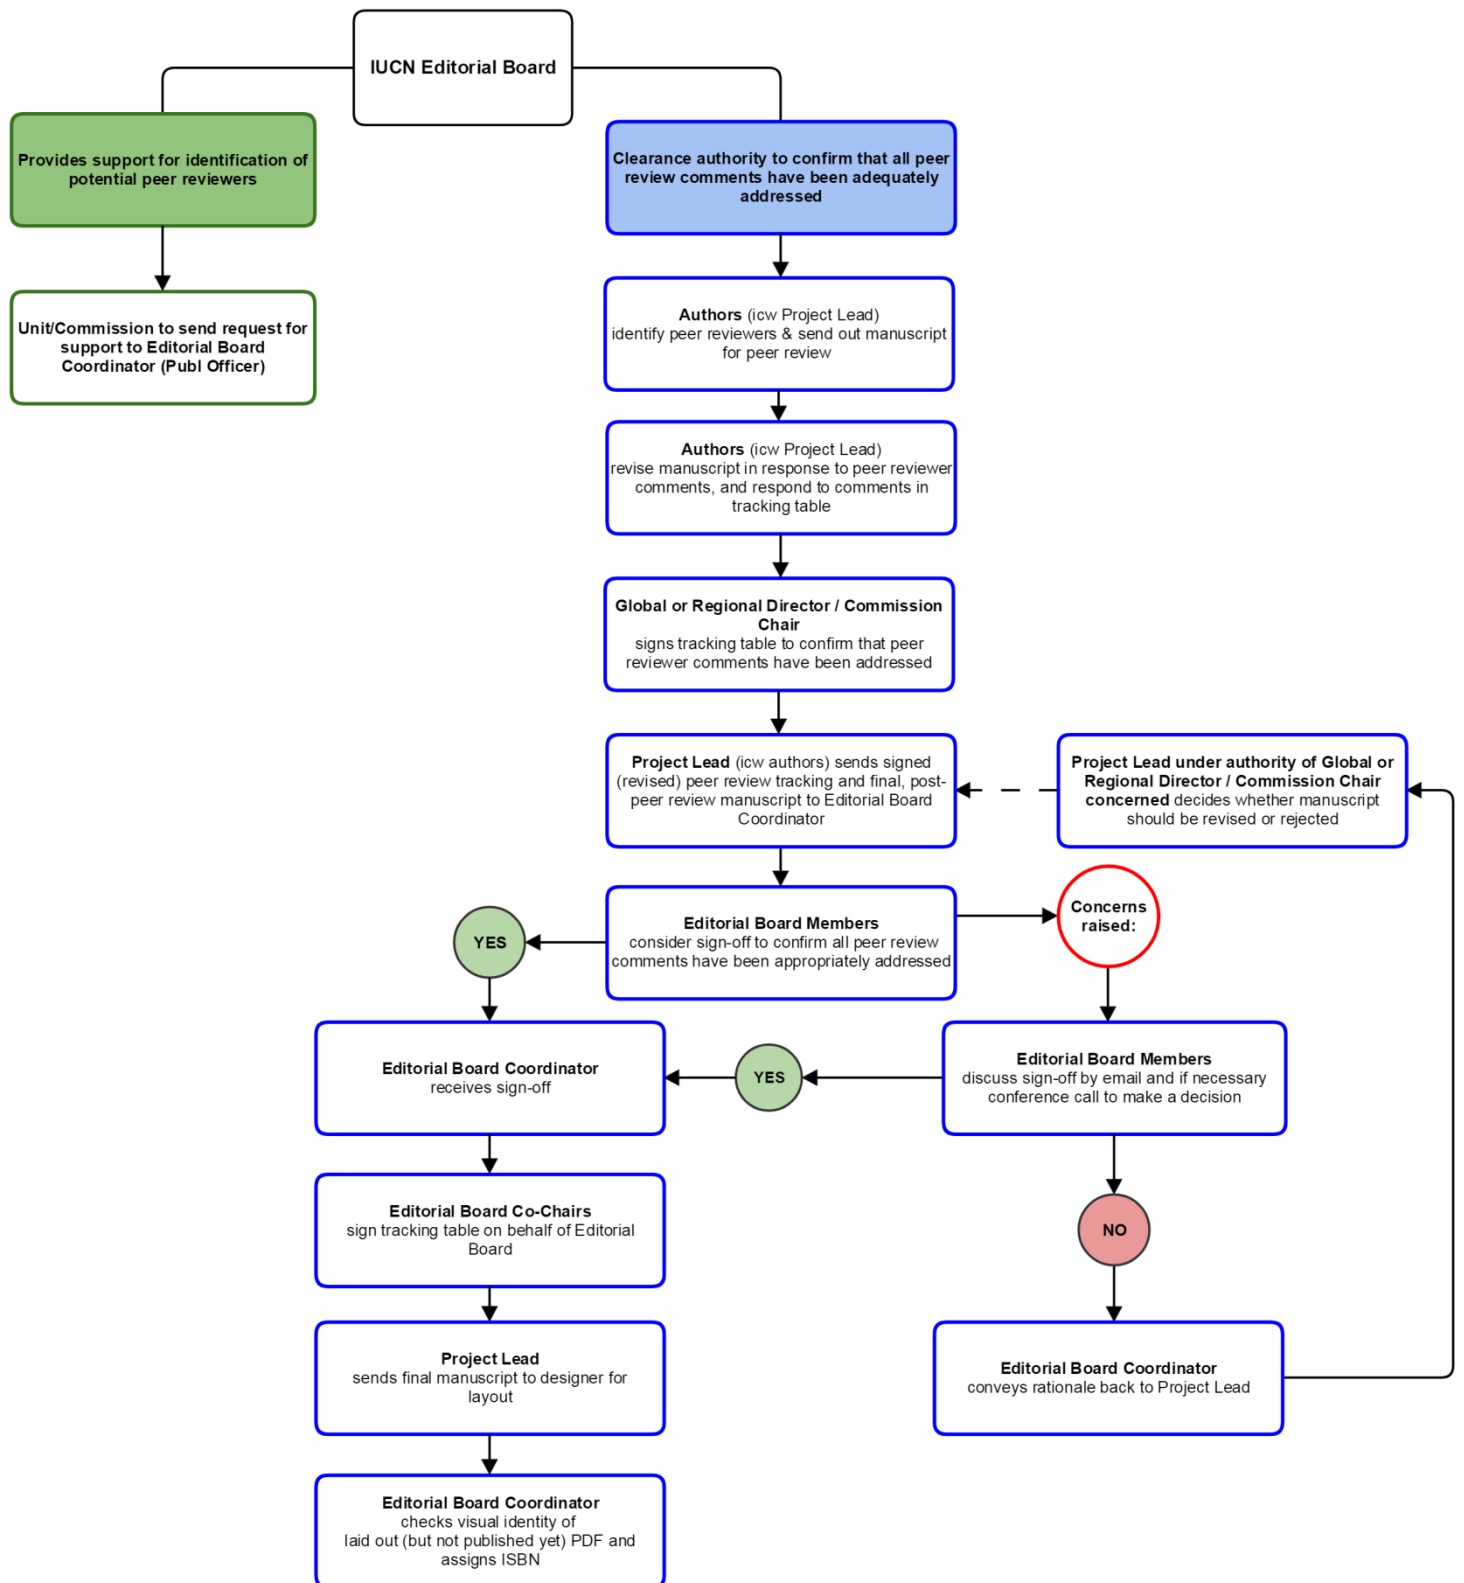 IUCN Editorial Board
Provides support for identification of
potential peer reviewers
Clearance authority to confirm that all peer
review comments have been adequately
addressed
Unit/Commission to send request for
support to Editorial Board
Coordinator (Publ Officer)
Authors (icw Project Lead)
identify peer reviewers & send out manuscript
for peer review
Authors (icw Project Lead)
revise manuscript in response to peer reviewer
comments, and respond to comments in
tracking table
Global or Regional Director / Commission
Chair
signs tracking table to confirm that peer
reviewer comments have been addressed
Project Lead (icw authors) sends signed
(revised) peer review tracking and final, post-
peer review manuscript to Editorial Board
Coordinator
Project Lead under authority of Global or
Regional Director / Commission Chair
concerned decides whether manuscript
should be revised or rejected
Editorial Board Members
consider sign-off to confirm all peer review
comments have been appropriately addressed
YES
Concerns
raised:
Editorial Board Coordinator
receives sign-off
YES
Editorial Board Members
discuss sign-off by email and if necessary
conference call to make a decision
Editorial Board Co-Chairs
sign tracking table on behalf of Editorial
Board
NO
Project Lead
sends final manuscript to designer for
layout
Editorial Board Coordinator
conveys rationale back to Project Lead
Editorial Board Coordinator
checks visual identity of
laid out (but not published yet) PDF and
assigns ISBN